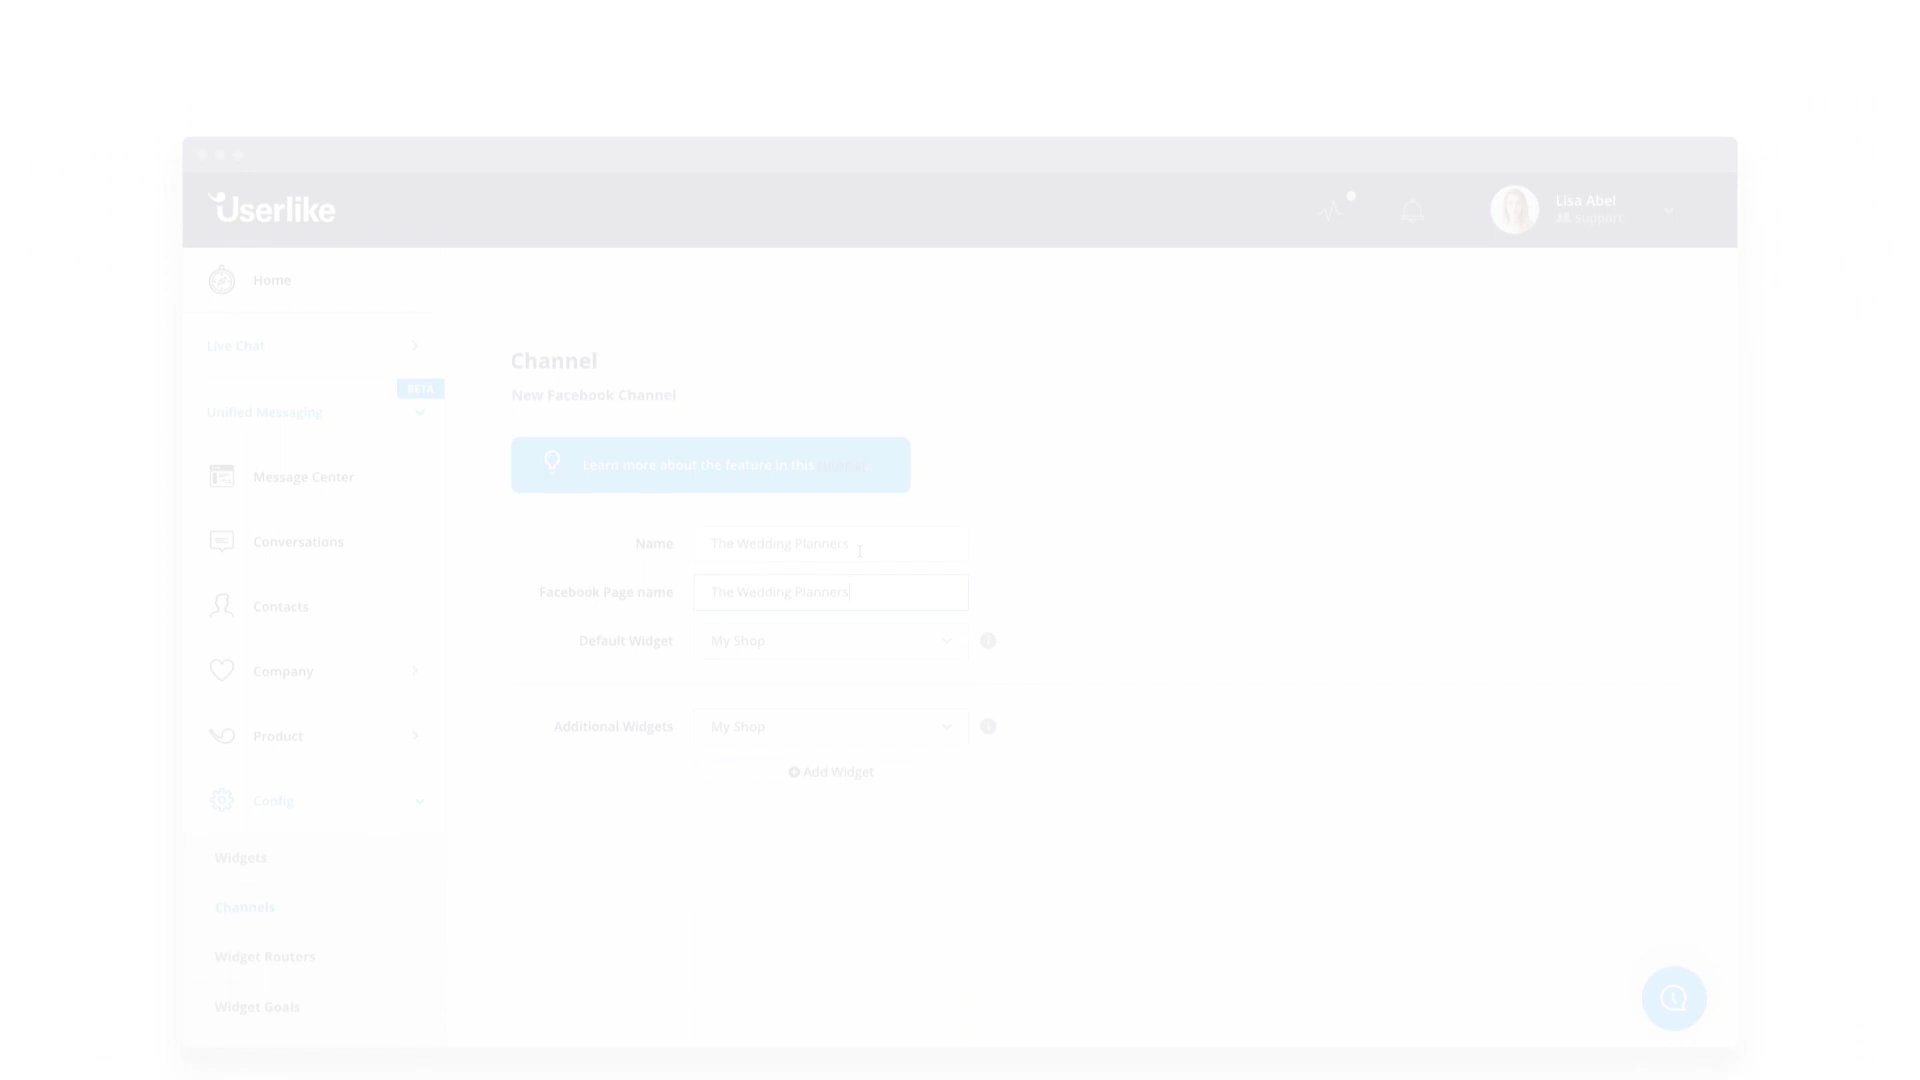 Userlike
Lisa Abel
Support
Home
Live Chat
BETA
Unified Messaging
Message Center
Conversations
Contacts
Company
Product
Config
Widgets
Channels
Widget Routers
Widget Goals
Channel
New Facebook Channel
Learn more about the feature in this
Name
The Wedding Planners
Facebook Page name
The Wedding Planners
Default Widget
My Shop
Additional Widgets
My Shop
Add Widget